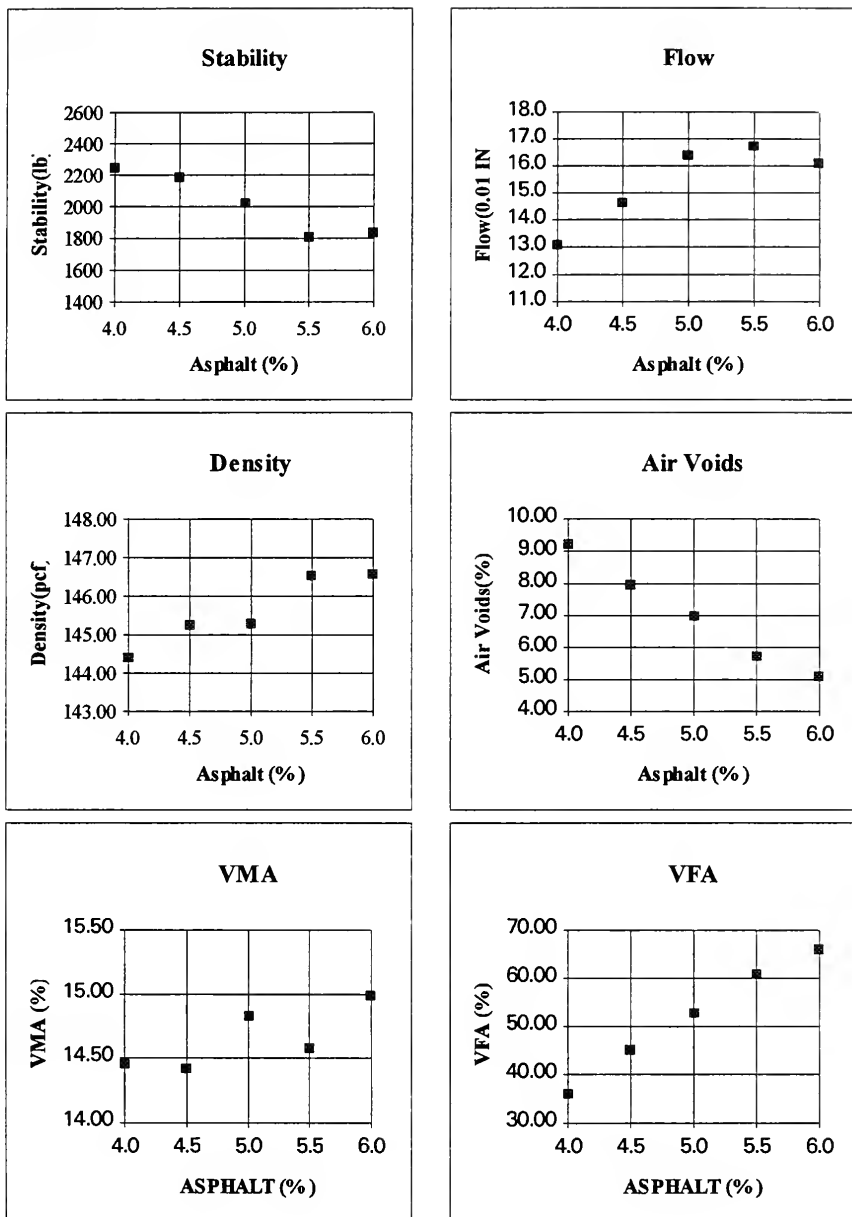 Stability
Stability(lb)
2600
2400
2200
2000
1800
1600
1400
4.0 4.5 5.0 5.5 6.0
Asphalt (%)
Flow
Flow(0.01 IN
18.0
17.0
16.0
15.0
14.0
13.0
12.0
11.0
4.0 4.5 5.0 5.5 6.0
Asphalt (%)
Density
Density(pcf)
148.00
147.00
146.00
145.00
144.00
143.00
4.0 4.5 5.0 5.5 6.0
Asphalt (%)
Air Voids
Air Voids(%)
10.00
9.00
8.00
7.00
6.00
5.00
4.00
4.0 4.5 5.0 5.5 6.0
Asphalt (%)
VMA
VMA (%)
15.50
15.00
14.50
14.00
4.0 4.5 5.0 5.5 6.0
ASPHALT (%)
VFA
VFA (%)
70.00
60.00
50.00
40.00
30.00
4.0 4.5 5.0 5.5 6.0
ASPHALT (%)